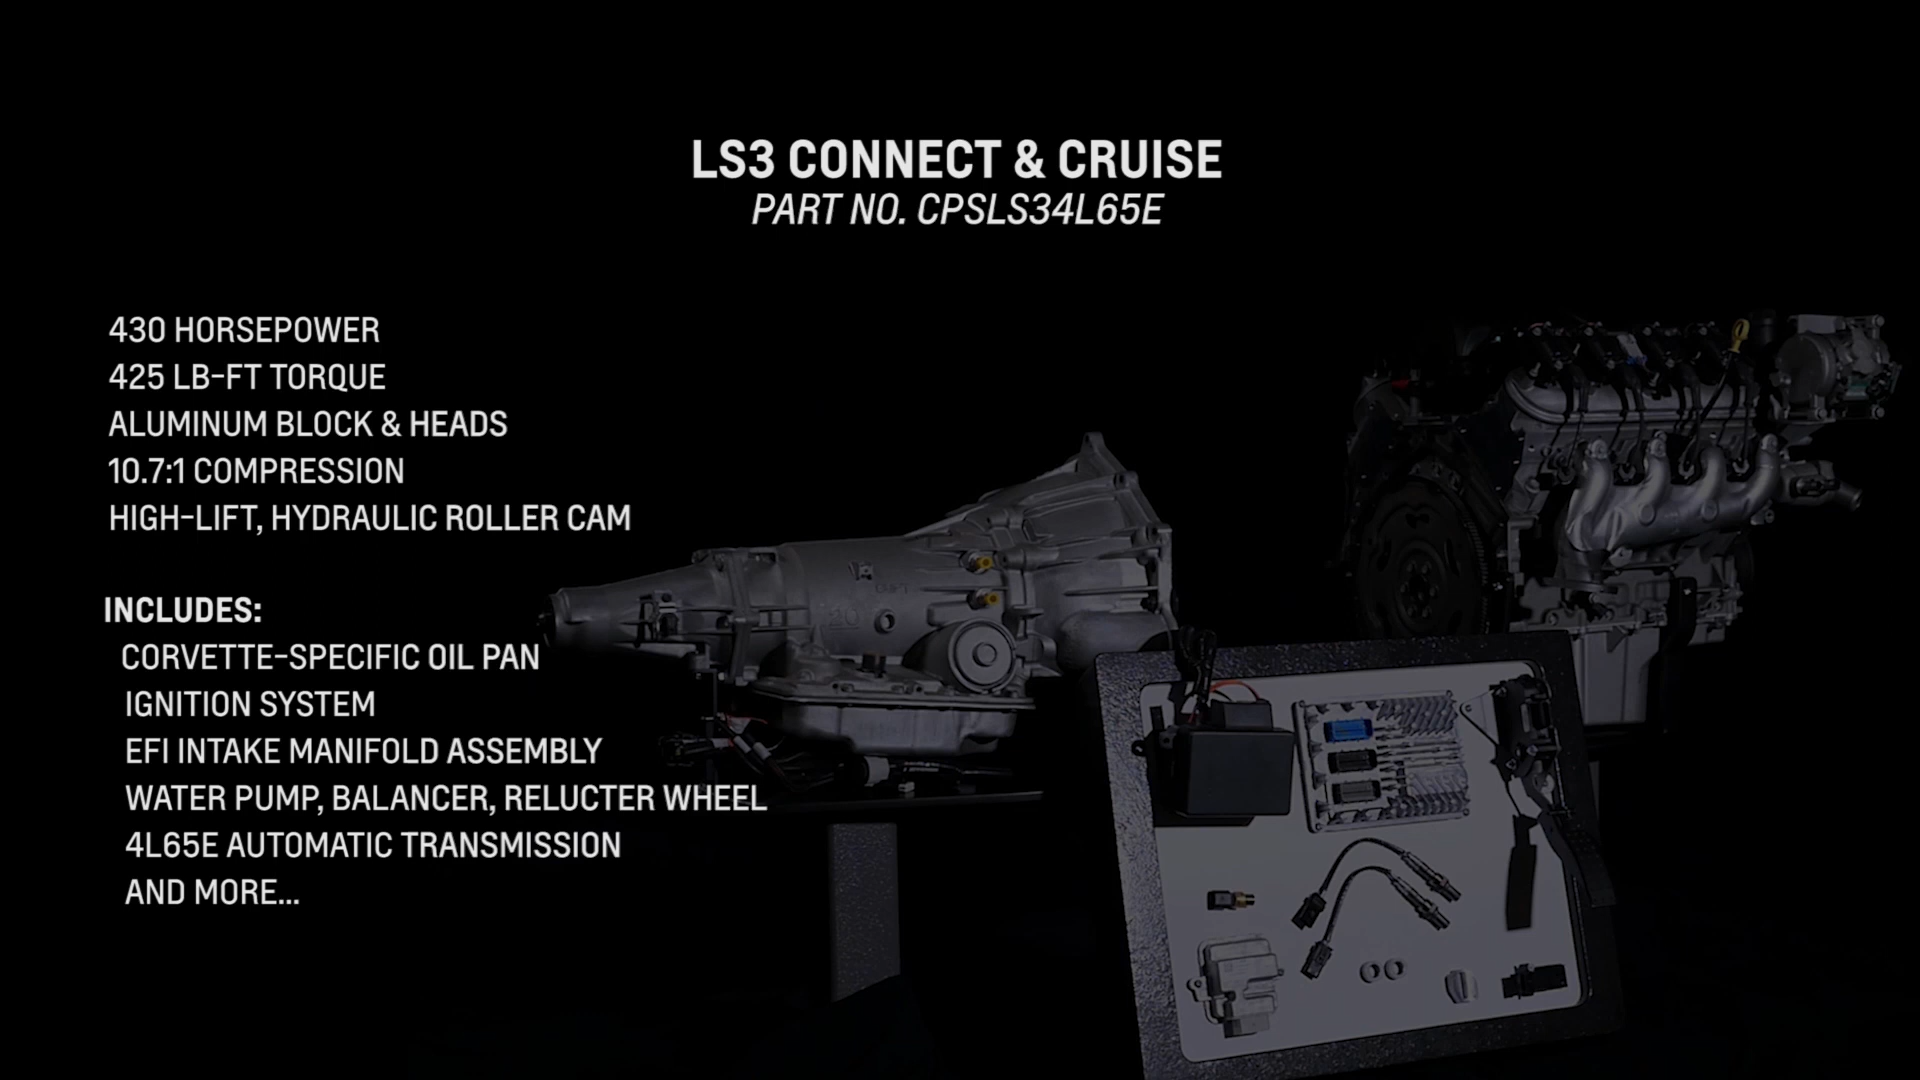 LS3 CONNECT & CRUISE
PART NO. CPSLS34L65E
430 HORSEPOWER
425 LB-FT TORQUE
ALUMINUM BLOCK & HEADS
10.7:1 COMPRESSION
HIGH-LIFT, HYDRAULIC ROLLER CAM
INCLUDES:
CORVETTE-SPECIFIC OIL PAN
IGNITION SYSTEM
EFI INTAKE MANIFOLD ASSEMBLY
WATER PUMP, BALANCER, RELUCTER WHEEL
4L65E AUTOMATIC TRANSMISSION
AND MORE...